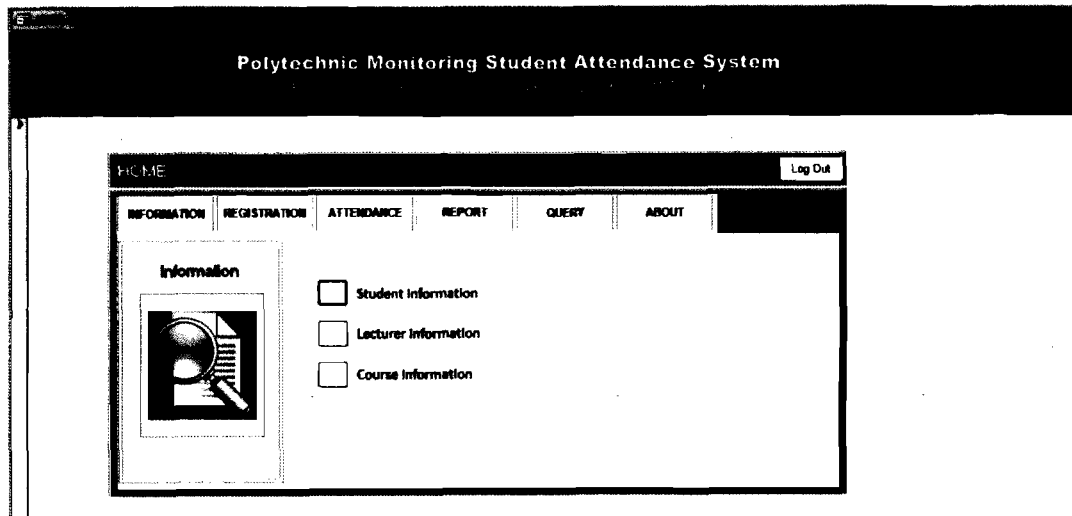 Polytechnic Monitoring Student Attendance System
HOME
Log Out
INFORMATION REGISTRATION ATTENDANCE REPORT QUERY ABOUT
Information
Student Information
Lecturer Information
Course Information